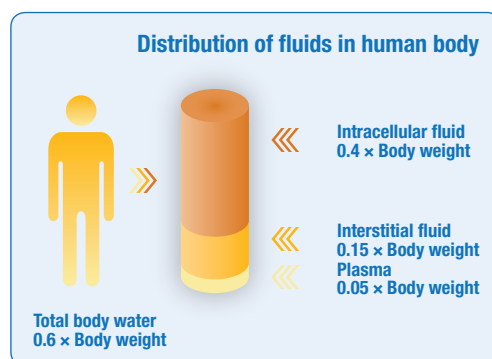 Distribution of fluids in human body
Intracellular fluid
0.4 × Body weight
Interstitial fluid
0.15 × Body weight
Plasma
0.05 × Body weight
Total body water
0.6 × Body weight